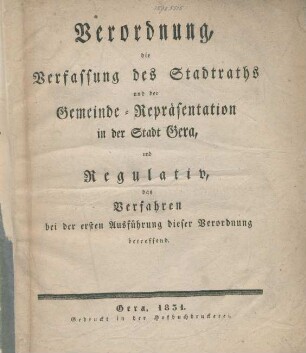 Verordnung,
die
Verfassung des Stadtraths
und der
Gemeinde-Repräsentation
in der Stadt Gera,
und
Regulativ,
das
Verfahren
bei der ersten Ausführung dieser Verordnung
betreffend.
Gera, 1831.
Gedruckt in der Hofbuchdruckerei.